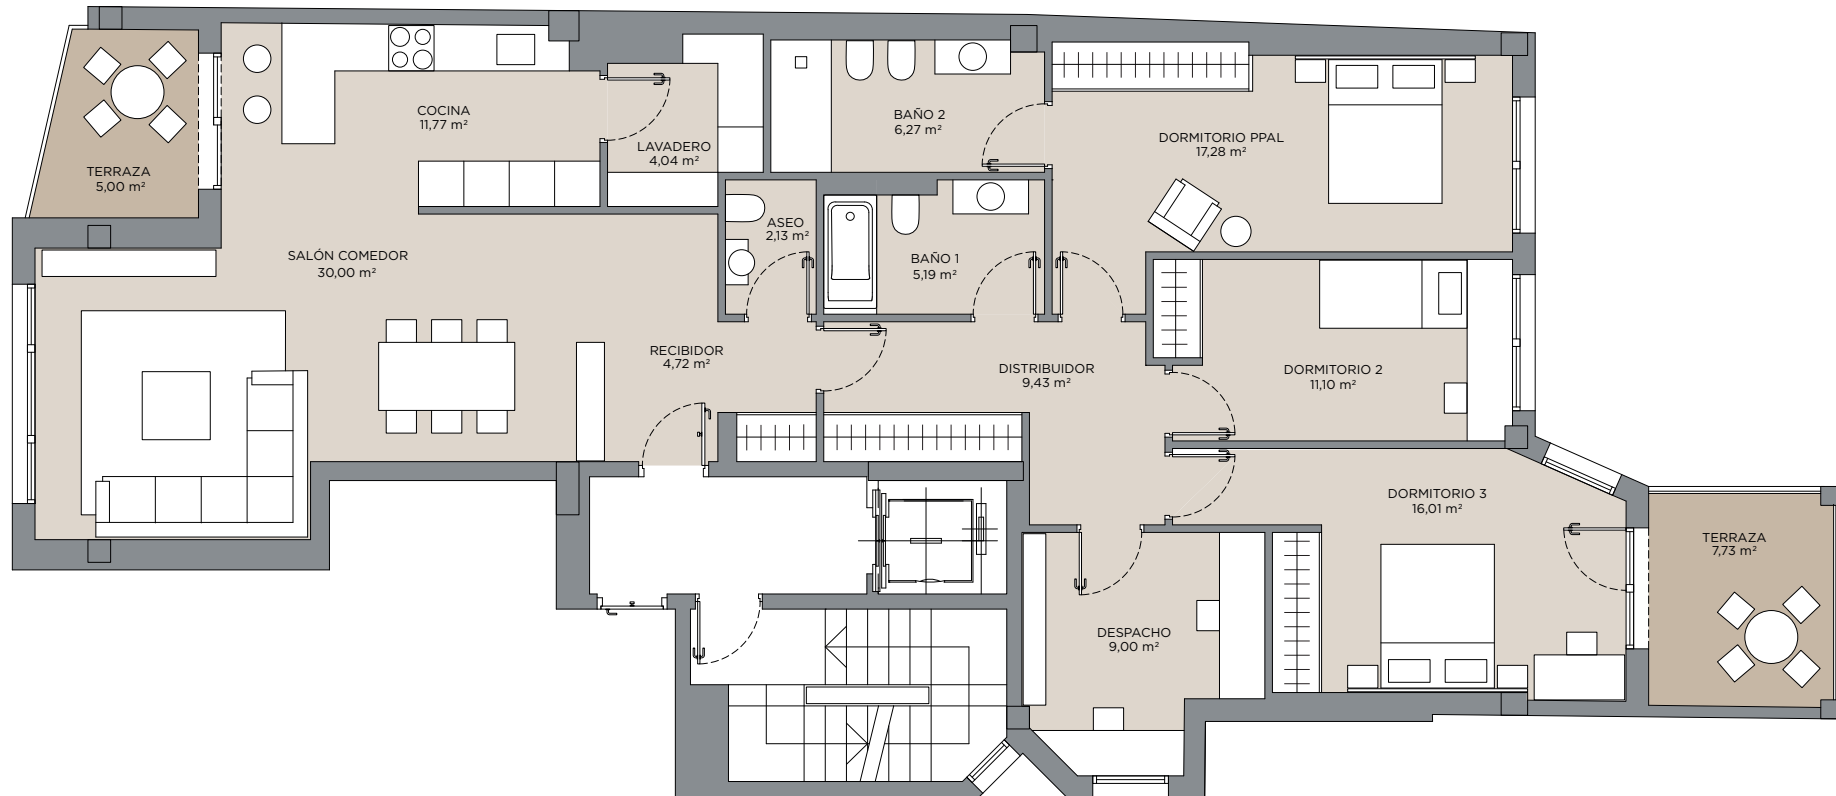 COCINA
11,77 m²
BAÑO 2
6,27 m²
DORMITORIO PPAL
17,28 m²
LAVADERO
4,04 m²
TERRAZA
5,00 m²
ASEO
2,13 m²
SALÓN COMEDOR
30,00 m²
BAÑO 1
5,19 m²
RECIBIDOR
4,72 m²
DISTRIBUIDOR
9,43 m²
DORMITORIO 2
11,10 m²
DORMITORIO 3
16,01 m²
TERRAZA
7,73 m²
DESPACHO
9,00 m²